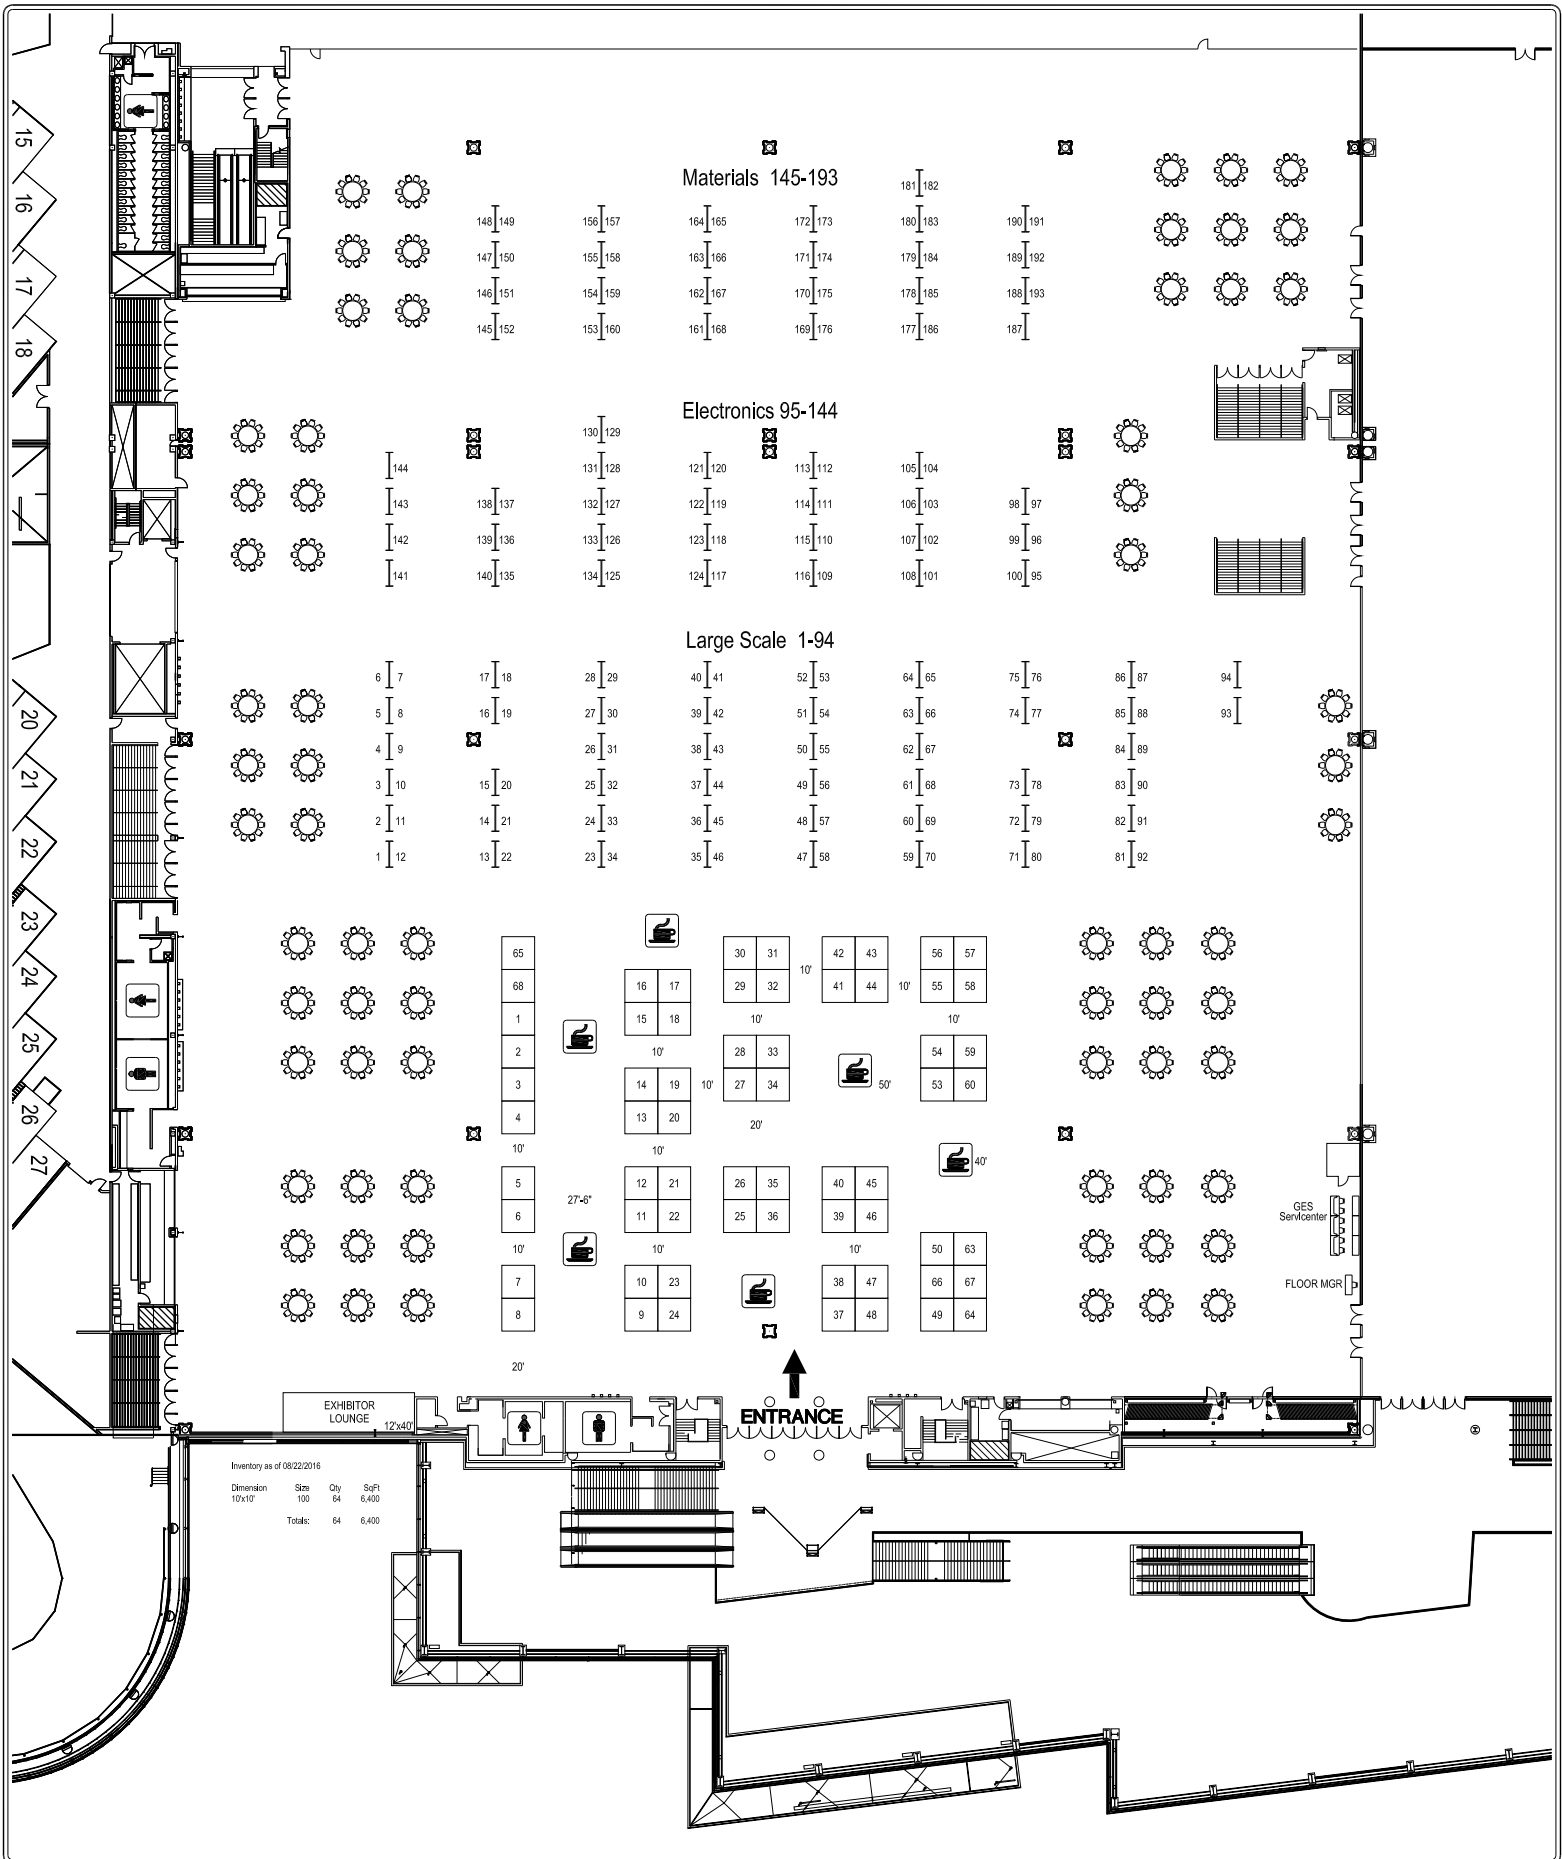 15
16
17
18
20
21
22
23
24
25
26
27
Materials 145-193
181 182
148 149 156 157 164 165 172 173 180 183 190 191
147 150 155 158 163 166 171 174 179 184 189 192
146 151 154 159 162 167 170 175 178 185 188 193
145 152 153 160 161 168 169 176 177 186 187
Electronics 95-144
130 129
144 131 128 121 120 113 112 105 104
143 138 137 132 127 122 119 114 111 106 103 98 97
142 139 136 133 126 123 118 115 110 107 102 99 96
141 140 135 134 125 124 117 116 109 108 101 100 95
Large Scale 1-94
6 7 17 18 28 29 40 41 52 53 64 65 75 76 86 87 94
5 8 16 19 27 30 39 42 51 54 63 66 74 77 85 88 93
4 9 26 31 38 43 50 55 62 67 84 89
3 10 15 20 25 32 37 44 49 56 61 68 73 78 83 90
2 11 14 21 24 33 36 45 48 57 60 69 72 79 82 91
1 12 13 22 23 34 35 46 47 58 59 70 71 80 81 92
65 30 31 42 43 56 57
10'
68 16 17 29 32 41 44 10' 55 58
1 15 18 10' 10'
2 10' 28 33 54 59
3 14 19 10' 27 34 50' 53 60
4 13 20 20'
10' 10' 40'
5 12 21 26 35 40 45
27'-6"
6 11 22 25 36 39 46
GES
Servicenter
10' 10' 10' 50 63
7 10 23 38 47 66 67
FLOOR MGR
8 9 24 37 48 49 64
20'
EXHIBITOR
LOUNGE
12'x40'
ENTRANCE
Inventory as of 08/22/2016
Dimension Size Qty SqFt
10'x10' 100 64 6,400
Totals: 64 6,400